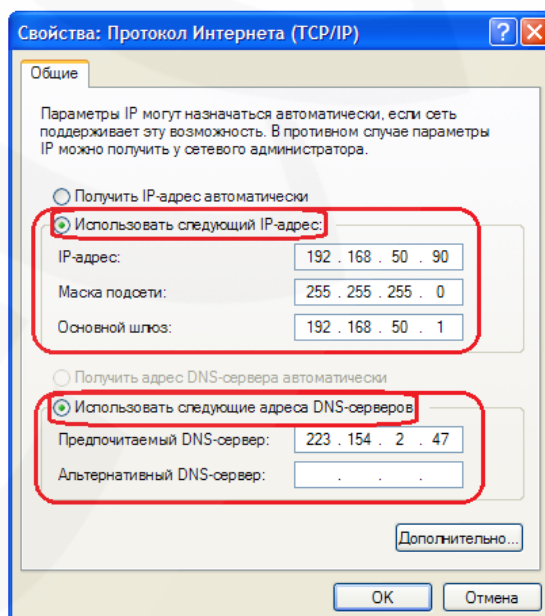 Свойства: Протокол Интернета (TCP/IP)
Общие
Параметры IP могут назначаться автоматически, если сеть
поддерживает эту возможность. В противном случае параметры
IP можно получить у сетевого администратора.
Получить IP-адрес автоматически
Использовать следующий IP-адрес:
IP-адрес: 192 . 168 . 50 . 90
Маска подсети: 255 . 255 . 255 . 0
Основной шлюз: 192 . 168 . 50 . 1
Получить адрес DNS-сервера автоматически
Использовать следующие адреса DNS-серверов
Предпочитаемый DNS-сервер: 223 . 154 . 2 . 47
Альтернативный DNS-сервер: . . .
Дополнительно...
OK Отмена